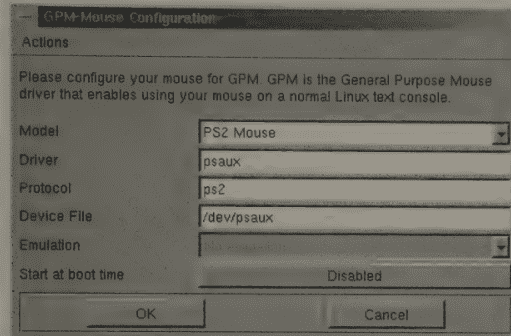 GPM-Mouse Configuration
Actions
Please configure your mouse for GPM. GPM is the General Purpose Mouse
driver that enables using your mouse on a normal Linux text console.
Model PS2 Mouse
Driver psaux
Protocol ps2
Device File /dev/psaux
Emulation
Start at boot time Disabled
OK Cancel